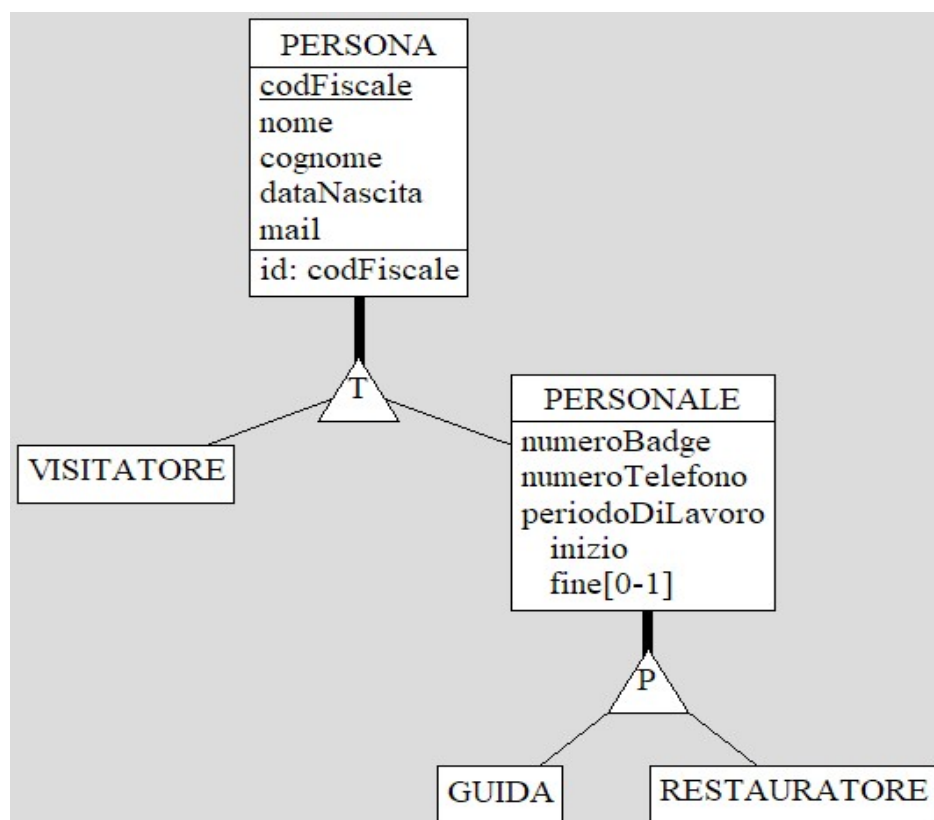 PERSONA
codFiscale
nome
cognome
dataNascita
mail
id: codFiscale
T
VISITATORE
PERSONALE
numeroBadge
numeroTelefono
periodoDiLavoro
inizio
fine[0-1]
P
GUIDA
RESTAURATORE